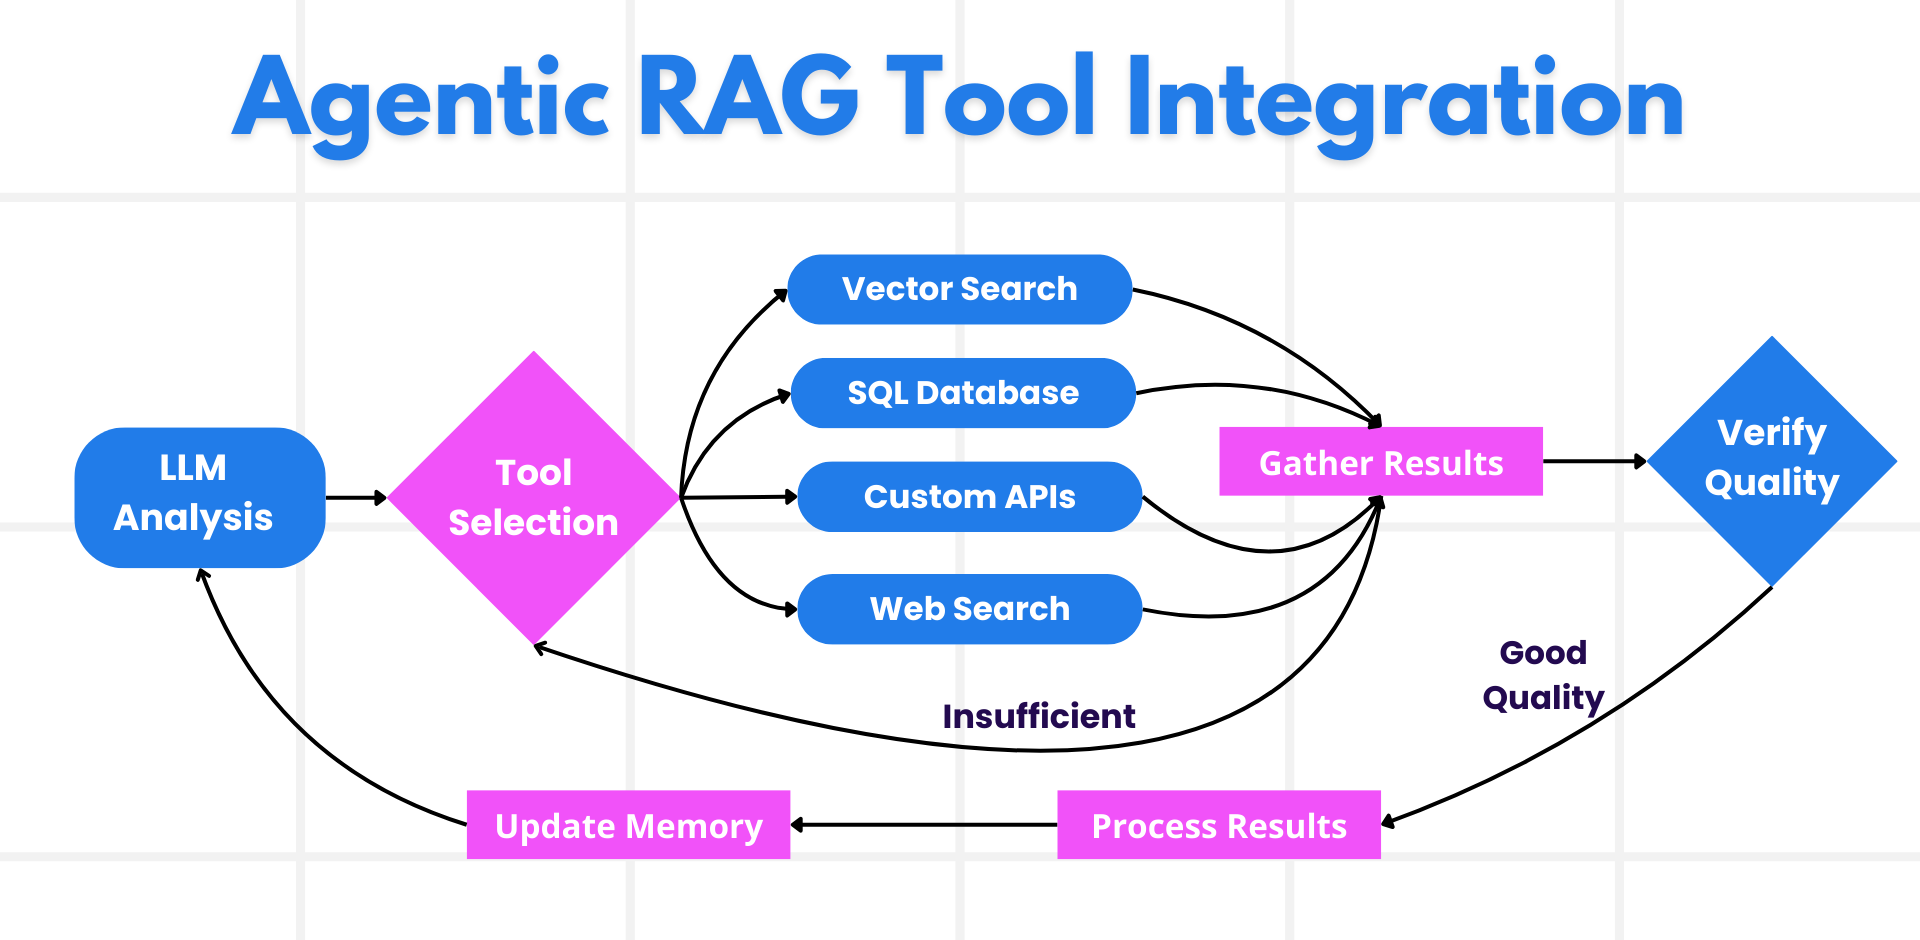 Agentic RAG Tool Integration
LLM
Analysis
Tool
Selection
Vector Search
SQL Database
Custom APIs
Web Search
Gather Results
Verify
Quality
Good
Quality
Insufficient
Update Memory
Process Results